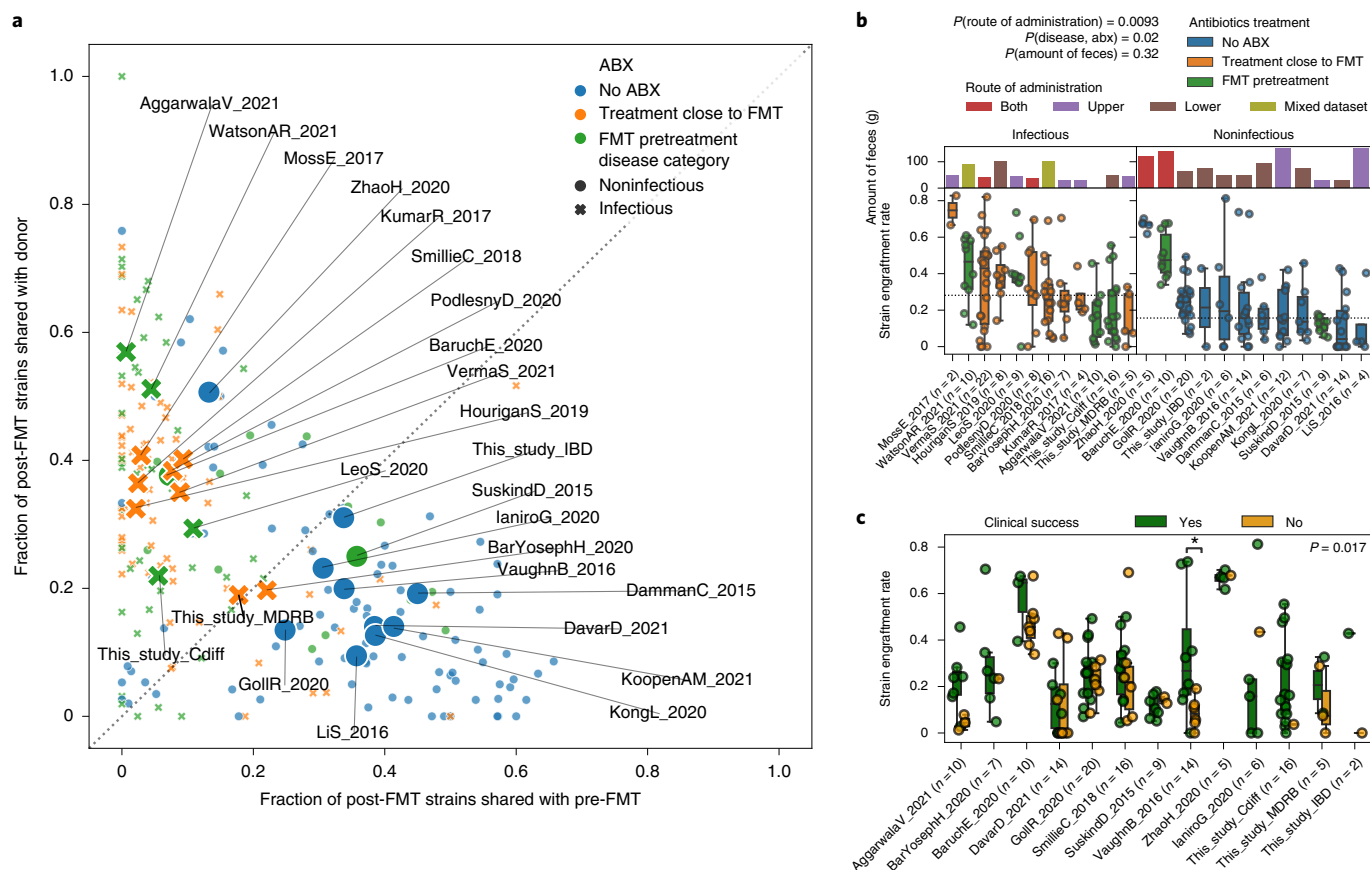 a
Fraction of post-FMT strains shared with donor
1.0
0.8
0.6
0.4
0.2
0
0
0.2
0.4
0.6
0.8
1.0
Fraction of post-FMT strains shared with pre-FMT
ABX
No ABX
Treatment close to FMT
FMT pretreatment
disease category
Noninfectious
Infectious
AggarwalaV_2021
WatsonAR_2021
MossE_2017
ZhaoH_2020
KumarR_2017
SmillieC_2018
PodlesnyD_2020
BaruchE_2020
VermaS_2021
HouriganS_2019
LeoS_2020
This_study_IBD
SuskindD_2015
IaniroG_2020
BarYosephH_2020
VaughnB_2016
DammanC_2015
This_study_MDRB
DavarD_2021
This_study_Cdiff
GollR_2020
KoopenAM_2021
KongL_2020
LiS_2016
b
P(route of administration) = 0.0093
P(disease, abx) = 0.02
P(amount of feces) = 0.32
Antibiotics treatment
No ABX
Treatment close to FMT
FMT pretreatment
Route of administration
Both
Upper
Lower
Mixed dataset
Infectious
Noninfectious
Amount of feces (g)
100
0
Strain engraftment rate
0.8
0.6
0.4
0.2
0
MossE_2017 (n = 2)
WatsonAR_2021 (n = 10)
VermaS_2021 (n = 22)
HouriganS_2019 (n = 8)
LeoS_2020 (n = 9)
PodlesnyD_2020 (n = 8)
SmillieC_2018 (n = 16)
BarYosephH_2020 (n = 7)
KumarR_2017 (n = 4)
AggarwalaV_2021 (n = 10)
This_study_Cdiff (n = 16)
This_study_MDRB (n = 5)
ZhaoH_2020 (n = 5)
BaruchE_2020 (n = 10)
GollR_2020 (n = 20)
This_study_IBD (n = 2)
IaniroG_2020 (n = 6)
VaughnB_2016 (n = 14)
DammanC_2015 (n = 6)
KoopenAM_2021 (n = 12)
KongL_2020 (n = 7)
SuskindD_2015 (n = 9)
DavarD_2021 (n = 14)
LiS_2016 (n = 4)
c
Clinical success
Yes
No
P = 0.017
*
Strain engraftment rate
0.8
0.6
0.4
0.2
0
AggarwalaV_2021 (n = 10)
BarYosephH_2020 (n = 7)
BaruchE_2020 (n = 10)
DavarD_2021 (n = 14)
GollR_2020 (n = 20)
SmillieC_2018 (n = 16)
SuskindD_2015 (n = 9)
VaughnB_2016 (n = 14)
ZhaoH_2020 (n = 5)
IaniroG_2020 (n = 6)
This_study_Cdiff (n = 16)
This_study_MDRB (n = 5)
This_study_IBD (n = 2)